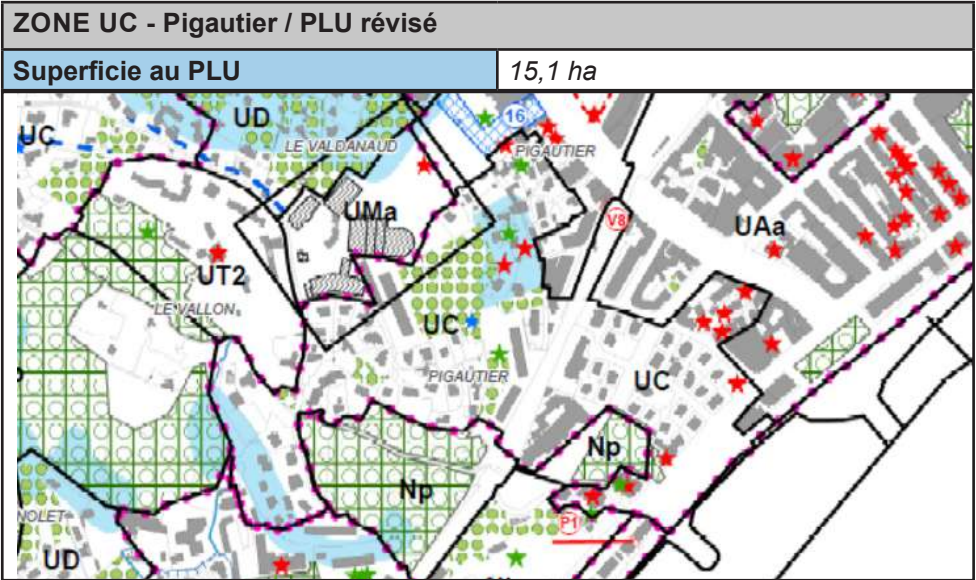 ZONE UC - Pigautier / PLU révisé
Superficie au PLU
15,1 ha
UC
UD
LE VALDANAUD
16
PIGAUTIER
UMa
V8
UAa
UT2
LE VALLON
UC
PIGAUTIER
UC
Np
Np
P1
NOLET
UD